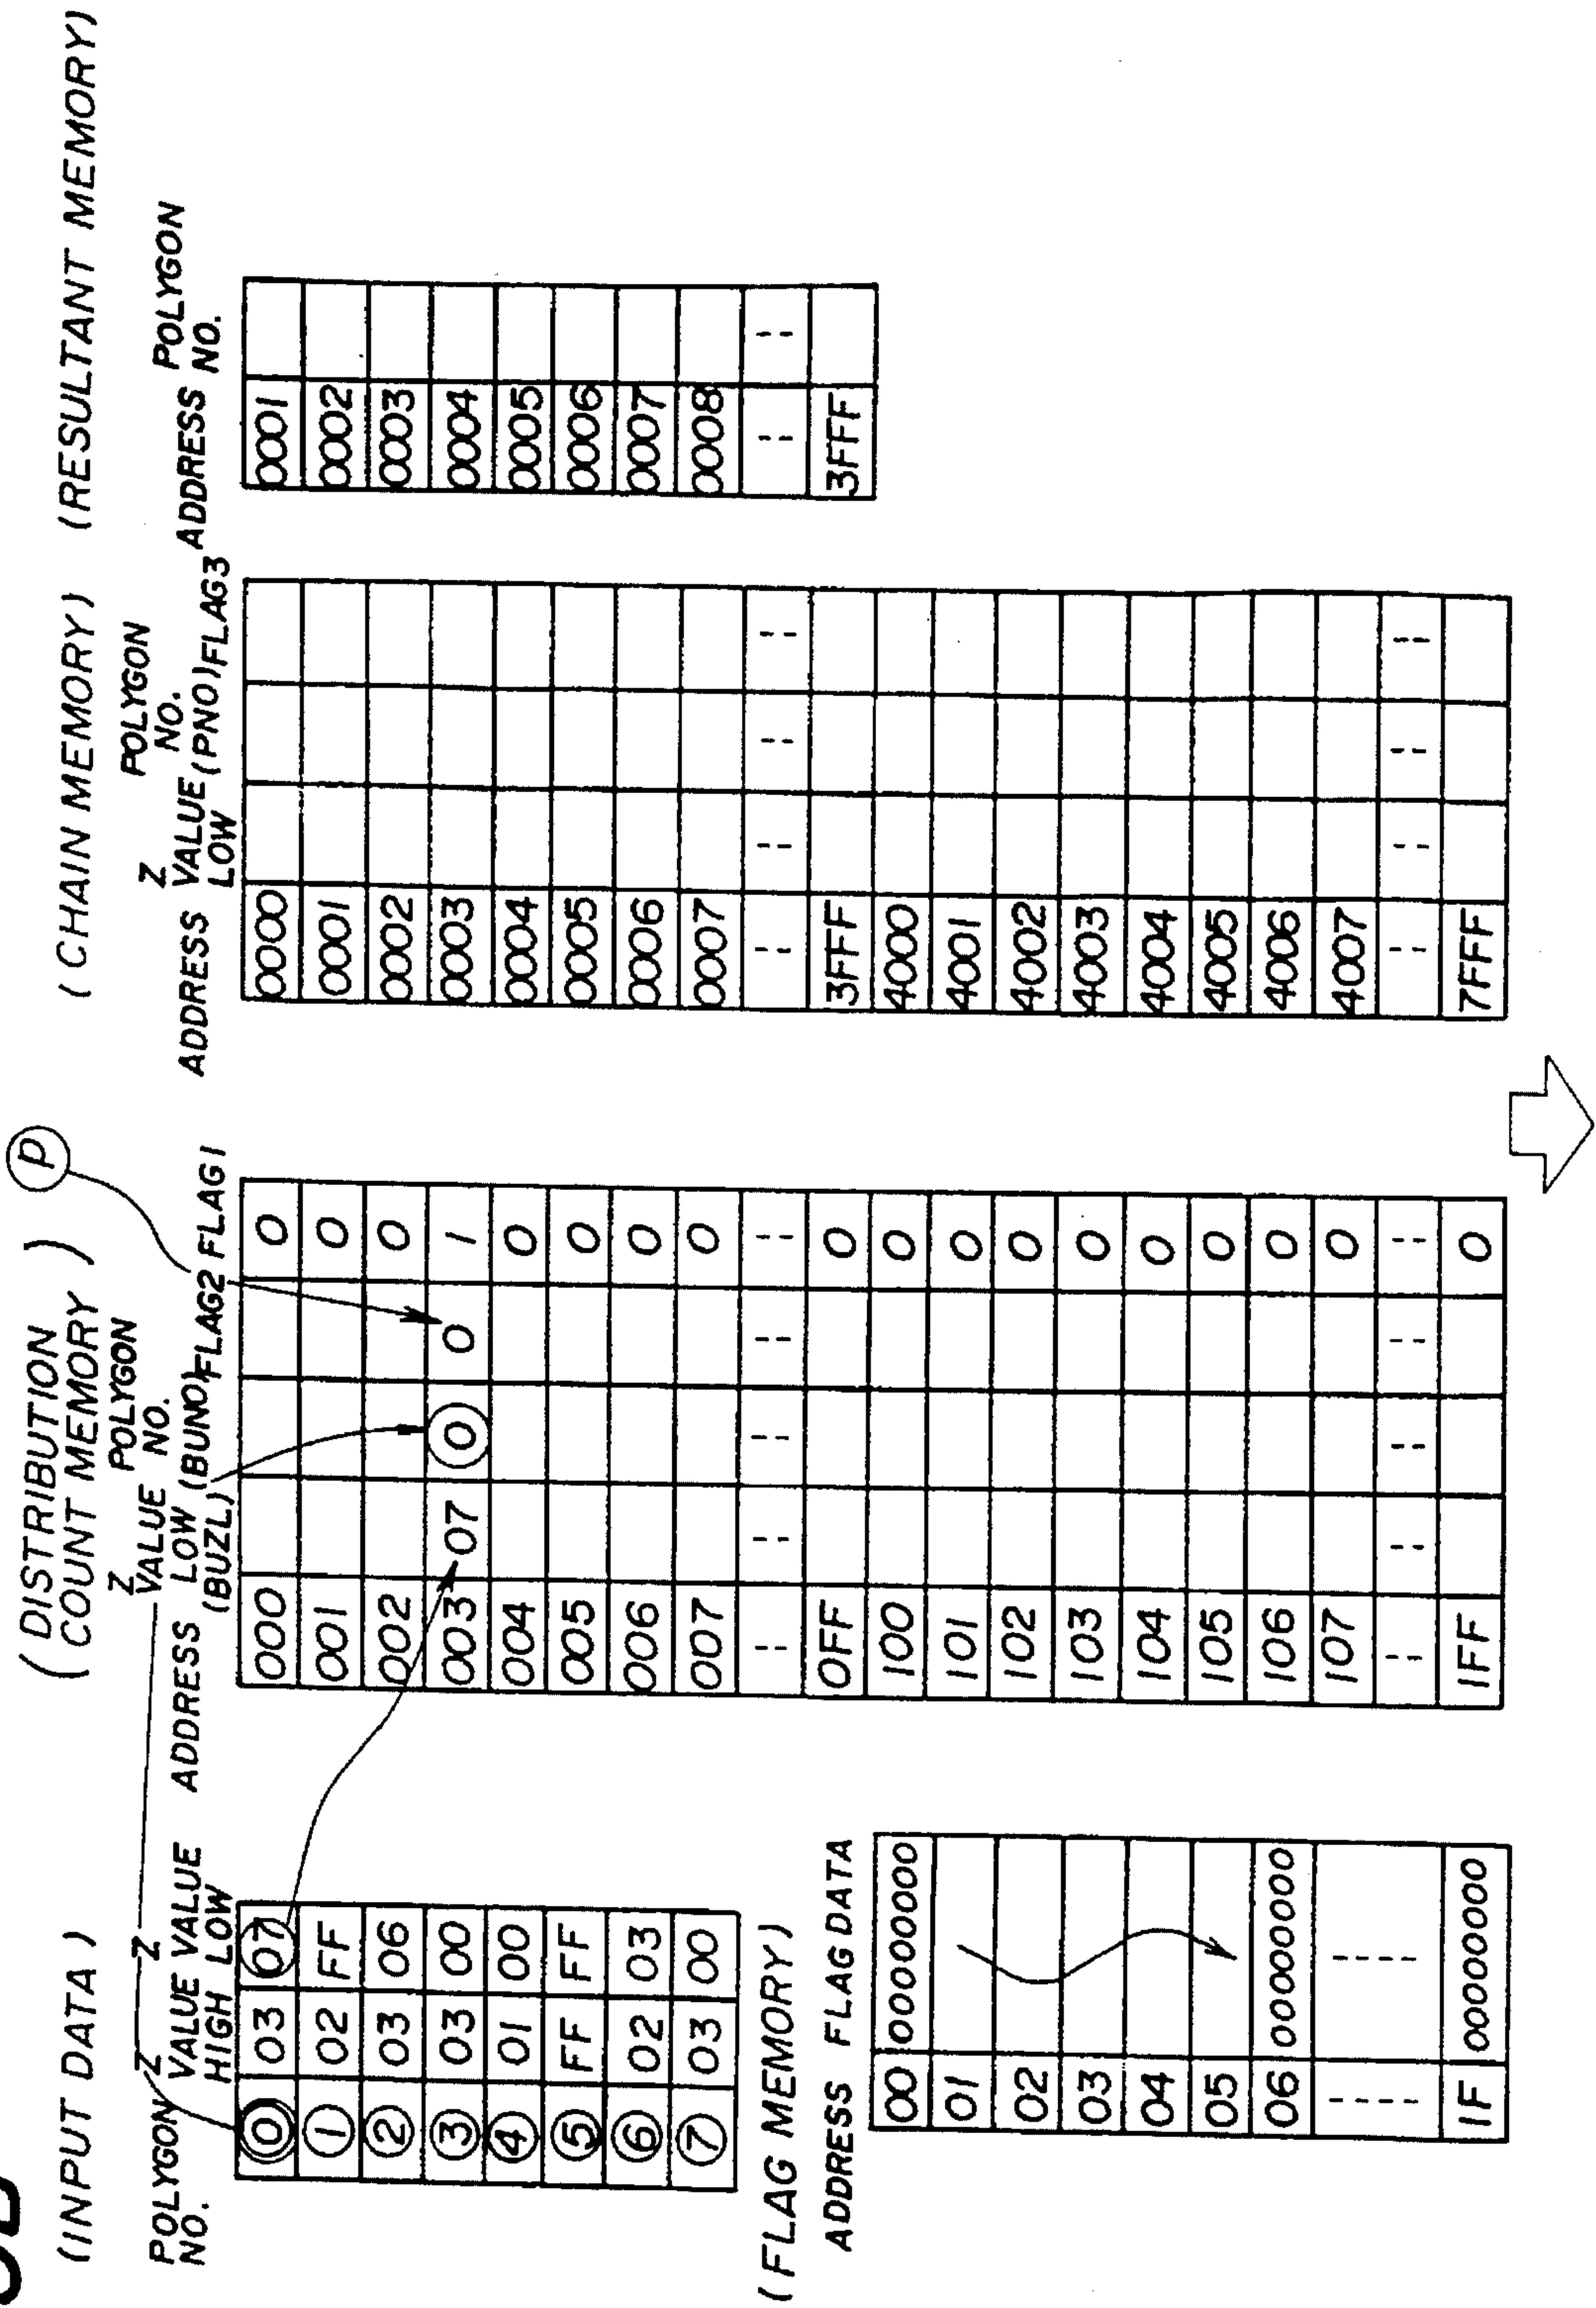 (INPUT DATA)
POLYGON NO. Z VALUE HIGH Z VALUE LOW
0 03 07
1 02 FF
2 03 06
3 03 00
4 01 00
5 FF FF
6 02 03
7 03 00
(FLAG MEMORY)
ADDRESS FLAG DATA
00 00000000
01
02
03
04
05
06 00000000
---- ----
1F 00000000
(DISTRIBUTION COUNT MEMORY)
P
ADDRESS Z VALUE LOW (BUZL) POLYGON NO. (BUNO) FLAG2 FLAG1
000 0
001 0
002 0
003 07 0 0 1
004 0
005 0
006 0
007 0
-- -- -- -- --
0FF 0
100 0
101 0
102 0
103 0
104 0
105 0
106 0
107 0
-- -- -- -- --
1FF 0
(CHAIN MEMORY)
ADDRESS Z VALUE LOW POLYGON NO. (PNO) FLAG3
0000
0001
0002
0003
0004
0005
0006
0007
-- -- -- --
3FFF
4000
4001
4002
4003
4004
4005
4006
4007
-- -- -- --
7FFF
(RESULTANT MEMORY)
ADDRESS POLYGON NO.
0001
0002
0003
0004
0005
0006
0007
0008
-- --
3FFF